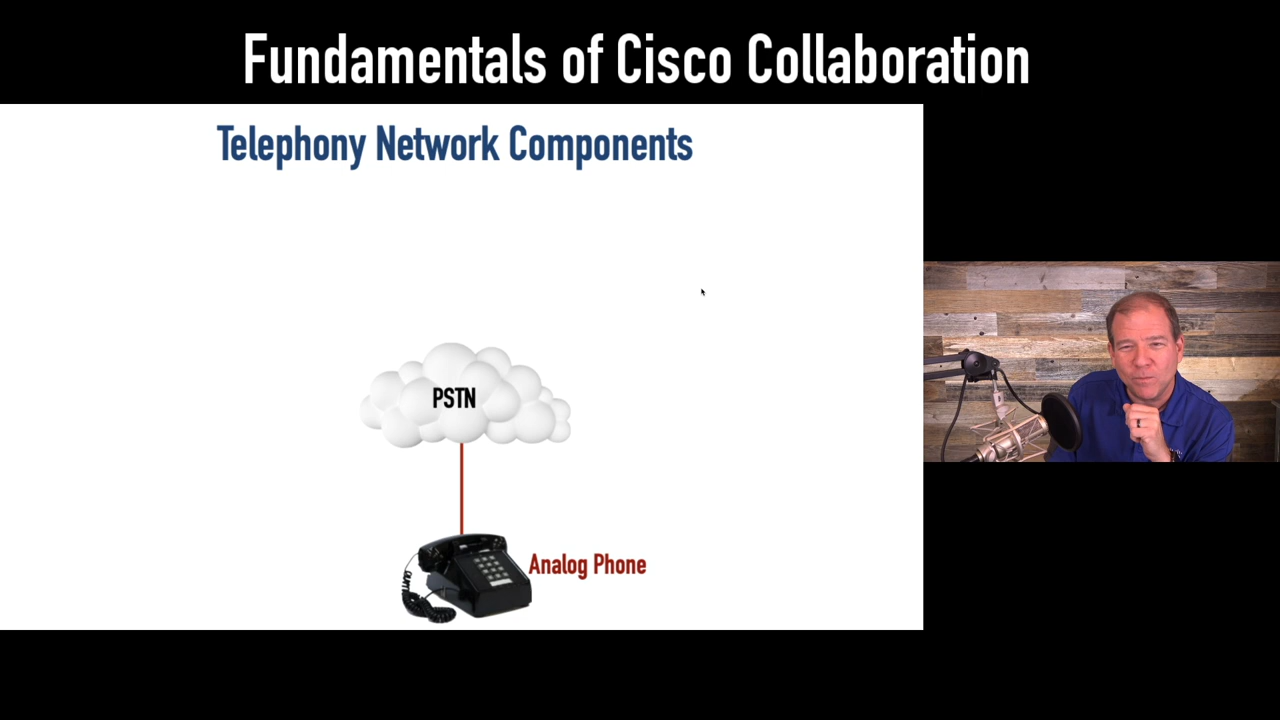 Fundamentals of Cisco Collaboration
Telephony Network Components
PSTN
Analog Phone